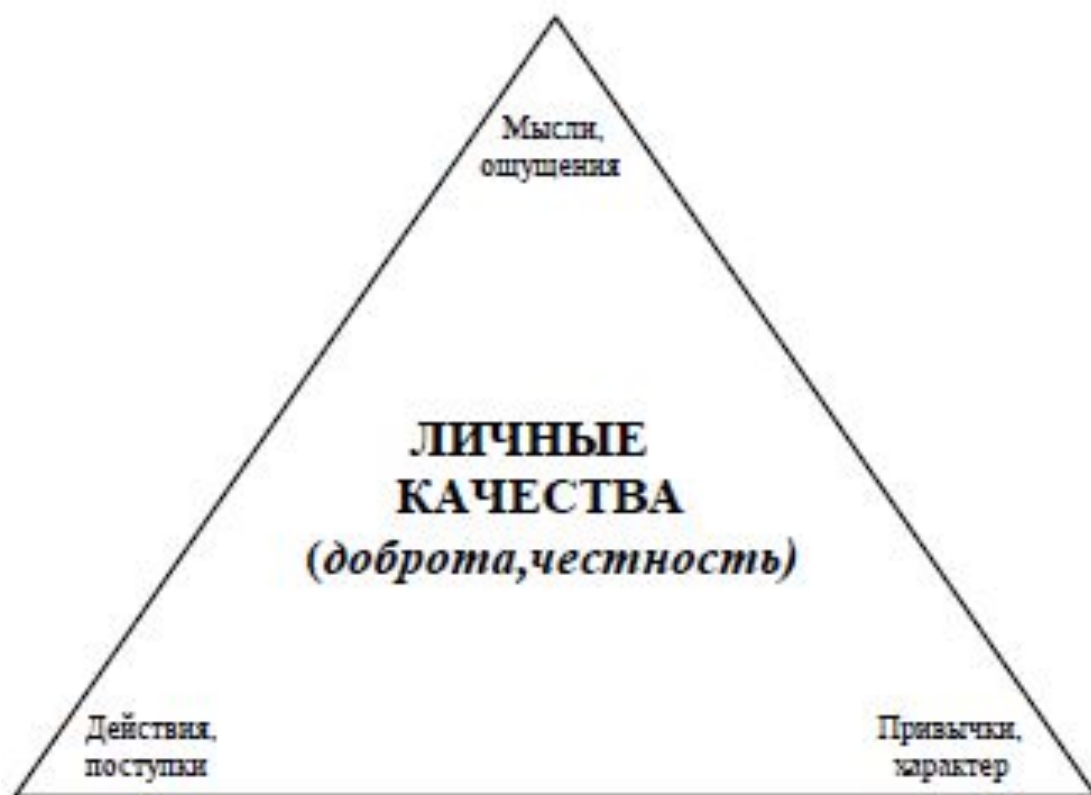 Мысли,
ощущения
ЛИЧНЫЕ
КАЧЕСТВА
(доброта,честность)
Действия,
поступки
Привычки,
характер